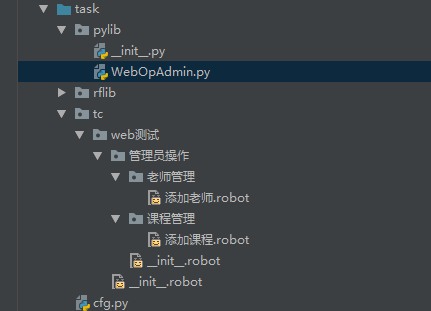 task
pylib
__init__.py
WebOpAdmin.py
rflib
tc
web测试
管理员操作
老师管理
添加老师.robot
课程管理
添加课程.robot
__init__.robot
__init__.robot
cfg.py